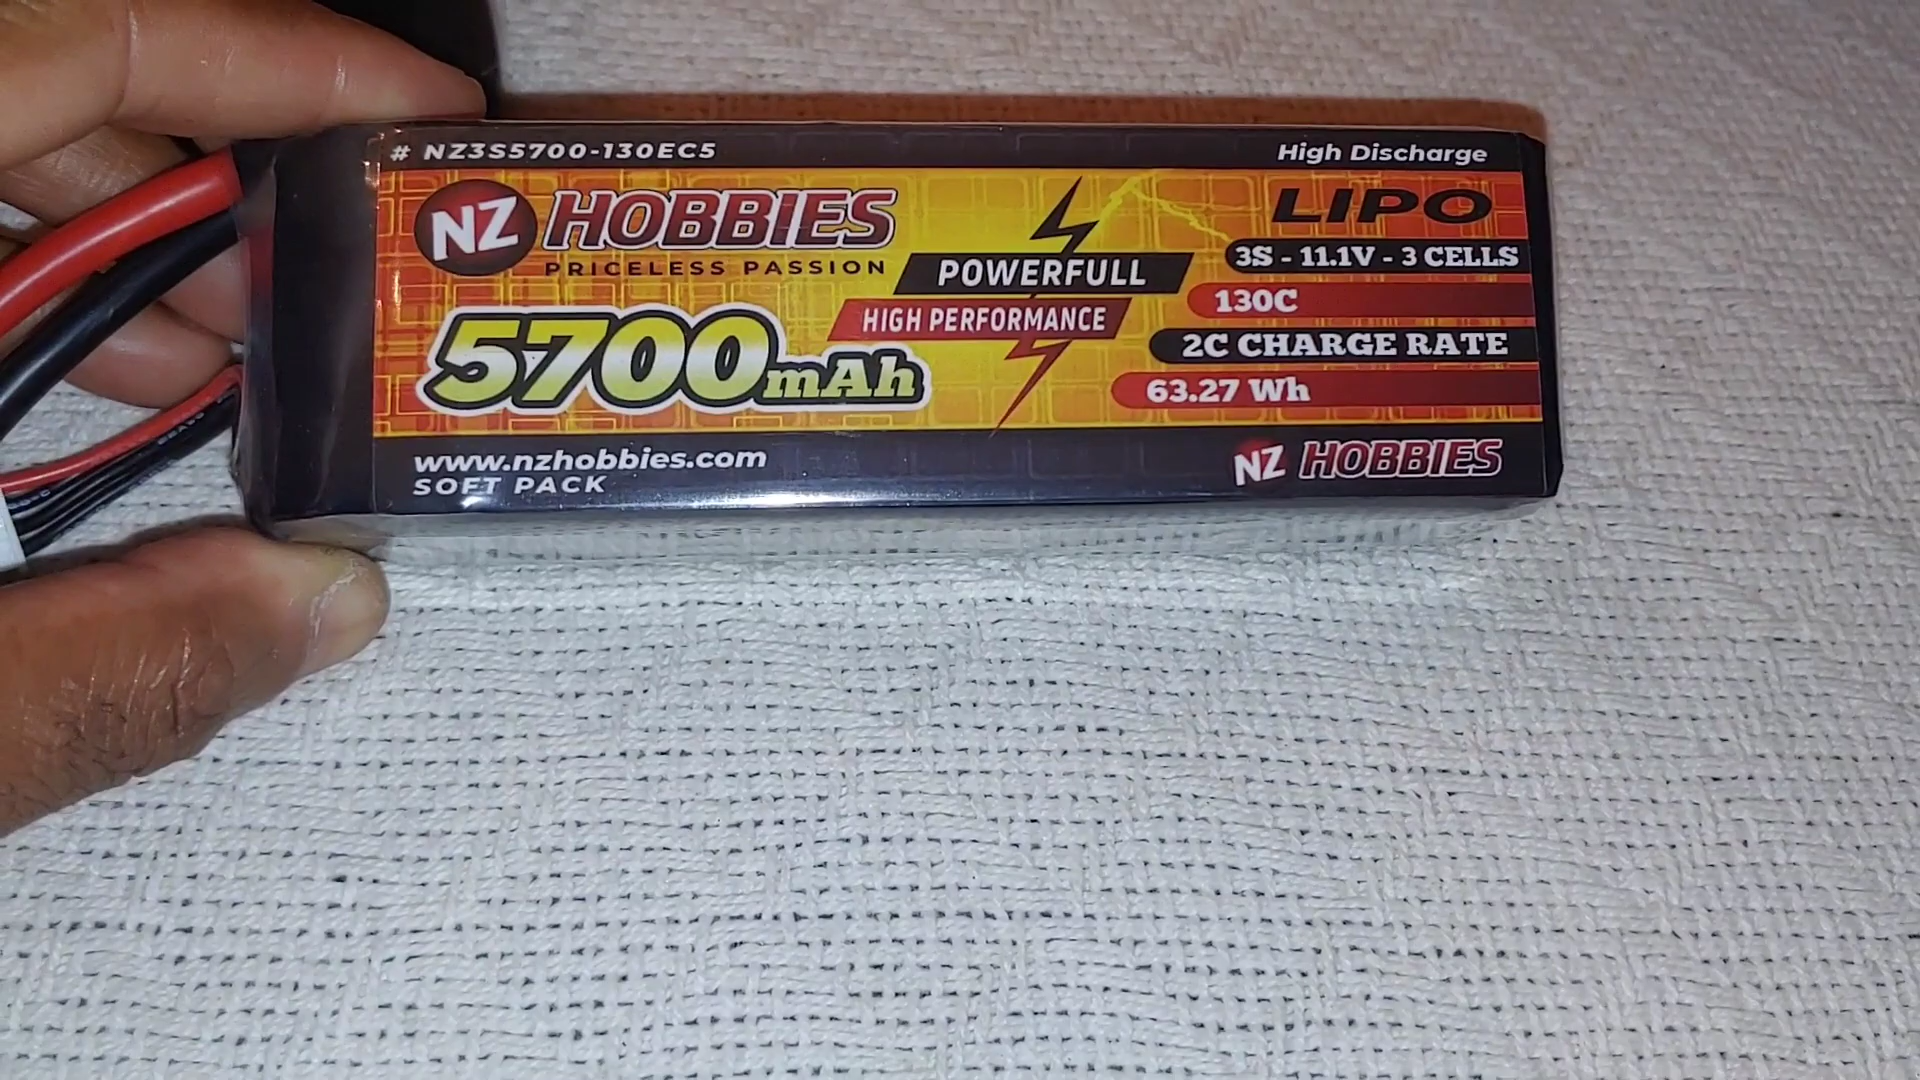 # NZ3S5700-130EC5
High Discharge
NZ HOBBIES
PRICELESS PASSION
5700mAh
POWERFULL
HIGH PERFORMANCE
LIPO
3S - 11.1V - 3 CELLS
130C
2C CHARGE RATE
63.27 Wh
www.nzhobbies.com
SOFT PACK
NZ HOBBIES